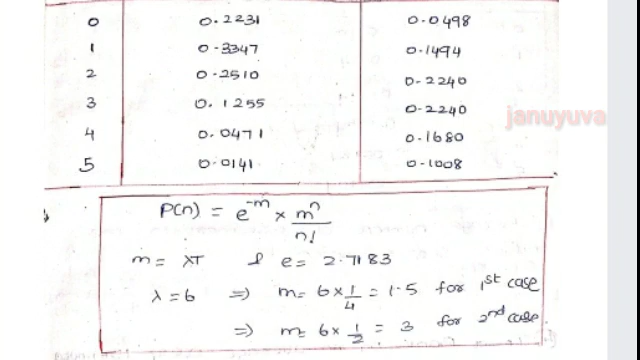 0 0.2231 0.0498
1 0.3347 0.1494
2 0.2510 0.2240
3 0.1255 0.2240
4 0.0471 0.1680
5 0.0141 0.1008
januyuva
P(n) = e^-m × m^n/n!
m = λT & e = 2.7183
λ = 6 => m = 6 × 1/4 = 1.5 for 1st case
=> m = 6 × 1/2 = 3 for 2nd case